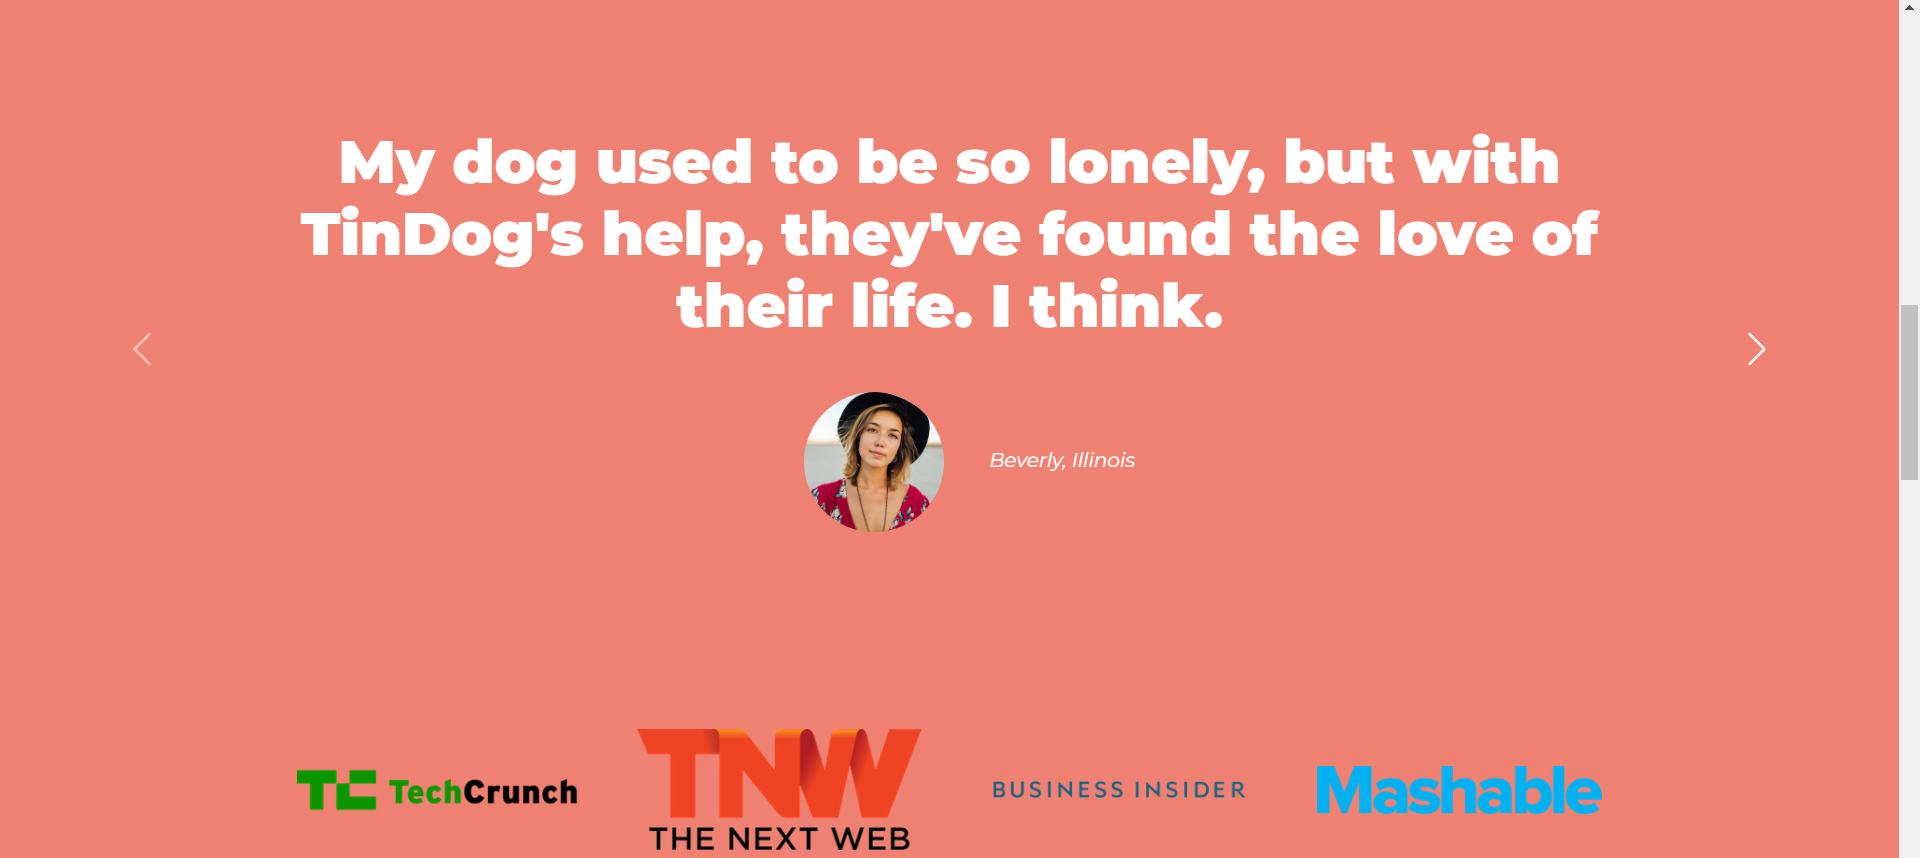 My dog used to be so lonely, but with
TinDog's help, they've found the love of
their life. I think.
Beverly, Illinois
TC TechCrunch
TNW
THE NEXT WEB
BUSINESS INSIDER
Mashable